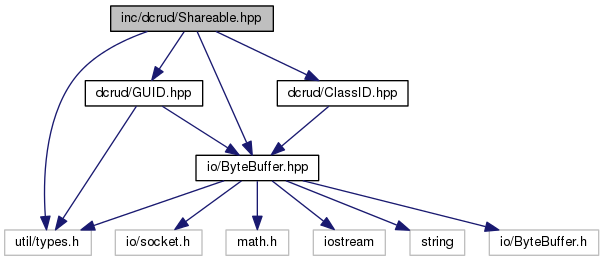 inc/dcrud/Shareable.hpp
dcrud/GUID.hpp
dcrud/ClassID.hpp
io/ByteBuffer.hpp
util/types.h
io/socket.h
math.h
iostream
string
io/ByteBuffer.h